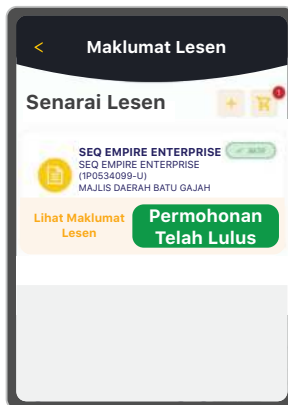 <
Maklumat Lesen
Senarai Lesen
+
SEQ EMPIRE ENTERPRISE
SEQ EMPIRE ENTERPRISE
(1P0534099-U)
MAJLIS DAERAH BATU GAJAH
Lihat Maklumat
Lesen
Permohonan
Telah Lulus